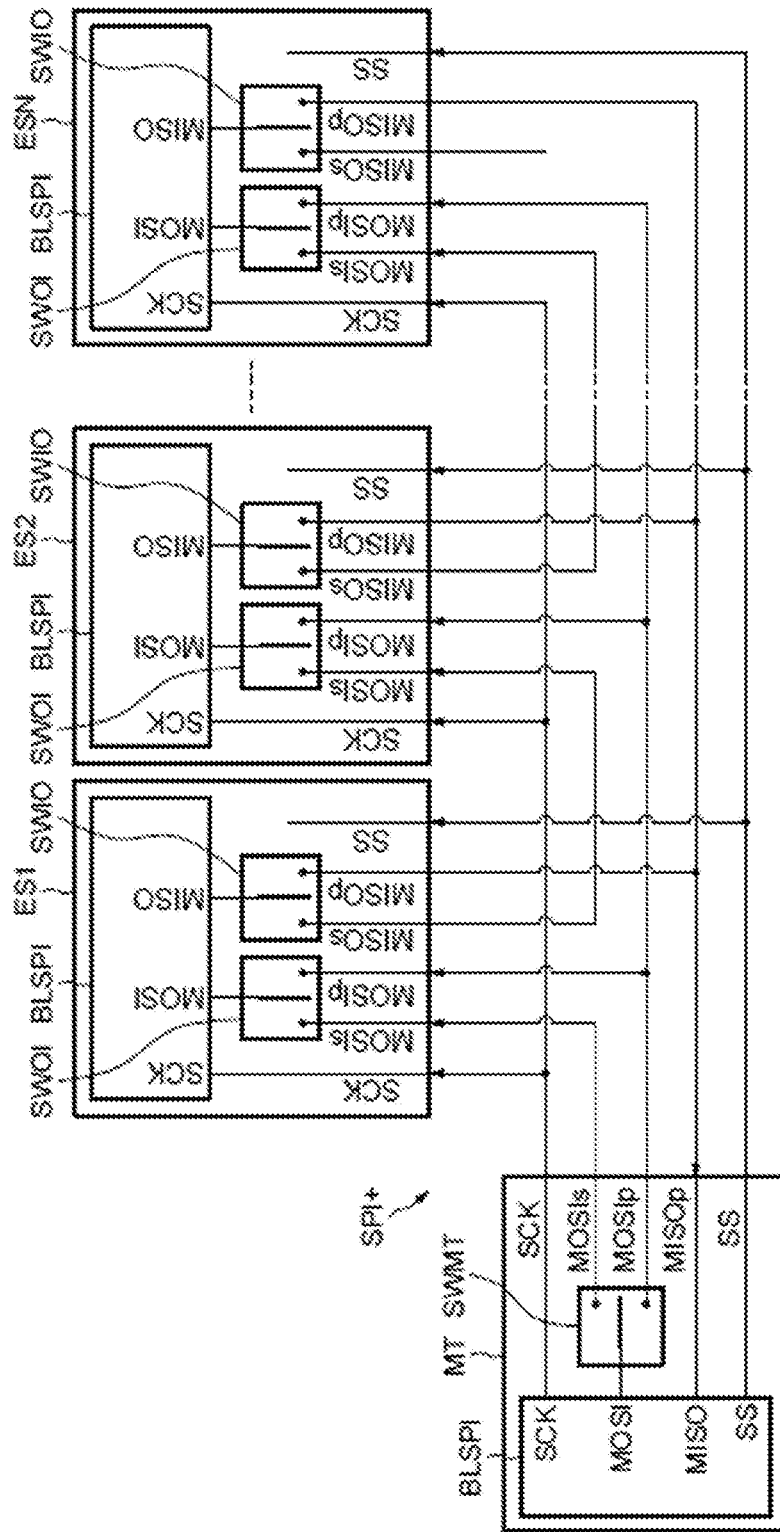 SWOI BLSPI ES1 SWIO
SWOI BLSPI ES2 SWIO
SWOI BLSPI ESN SWIO
SCK MOSI MISO
SCK MOSI MISO
SCK MOSI MISO
SCK MOSIs MOSIp MISOs MISOp SS
SCK MOSIs MOSIp MISOs MISOp SS
SCK MOSIs MOSIp MISOs MISOp SS
SPI+
BLSPI MT SWMT
SCK SCK
MOSI MOSIs
MOSIp
MISO MISOp
SS SS